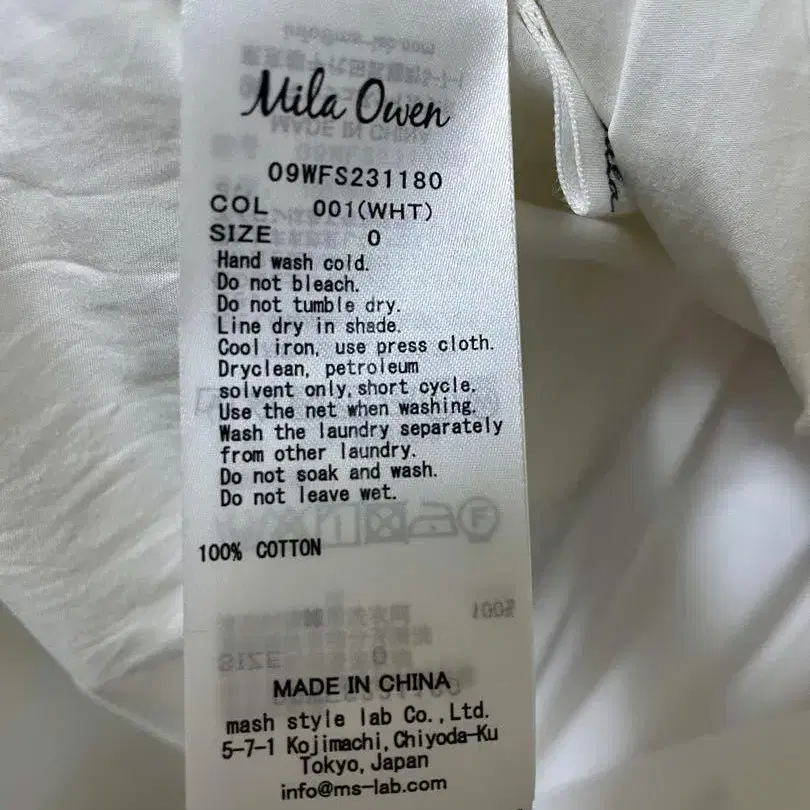 Mila Owen
09WFS231180
COL 001(WHT)
SIZE 0
Hand wash cold.
Do not bleach.
Do not tumble dry.
Line dry in shade.
Cool iron, use press cloth.
Dryclean, petroleum
solvent only, short cycle.
Use the net when washing.
Wash the laundry separately
from other laundry.
Do not soak and wash.
Do not leave wet.
100% COTTON
MADE IN CHINA
mash style lab Co.,Ltd.
5-7-1 Kojimachi,Chiyoda-Ku
Tokyo,Japan
info@ms-lab.com